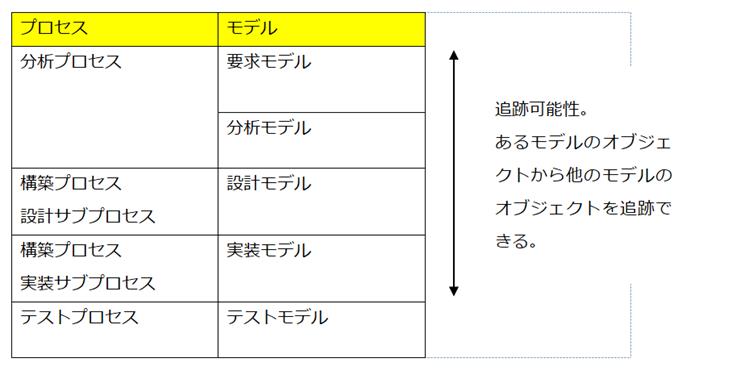 プロセス モデル
分析プロセス 要求モデル
分析モデル
構築プロセス 設計モデル
設計サブプロセス
構築プロセス 実装モデル
実装サブプロセス
テストプロセス テストモデル
追跡可能性。
あるモデルのオブジェ
クトから他のモデルの
オブジェクトを追跡で
きる。